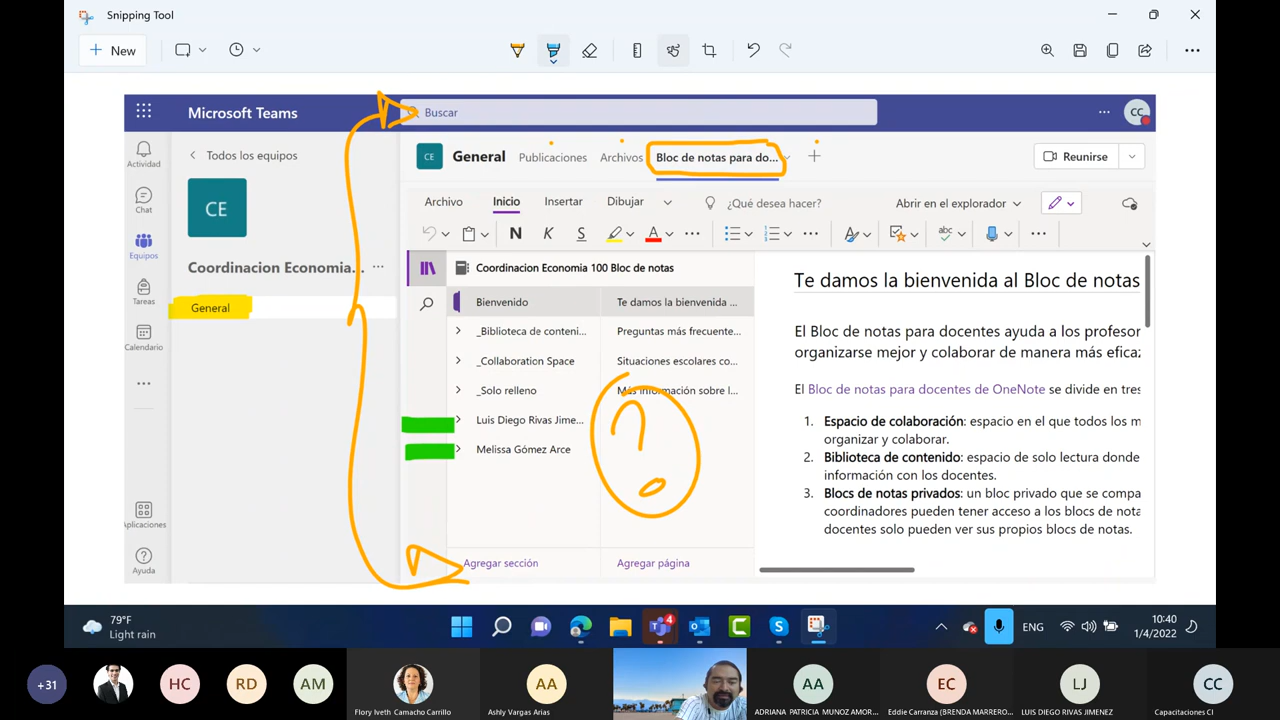 Snipping Tool
New
Microsoft Teams
Buscar
CC
Actividad
Chat
Equipos
Tareas
Calendario
Aplicaciones
Ayuda
Todos los equipos
CE
Coordinacion Economia...
General
CE
General
Publicaciones
Archivos
Bloc de notas para do...
Reunirse
Archivo
Inicio
Insertar
Dibujar
¿Qué desea hacer?
Abrir en el explorador
N
K
S
A
abc
Coordinacion Economia 100 Bloc de notas
Bienvenido
_Biblioteca de conteni...
_Collaboration Space
_Solo relleno
Luis Diego Rivas Jime...
Melissa Gómez Arce
Agregar sección
Te damos la bienvenida ...
Preguntas más frecuente...
Situaciones escolares co...
Más información sobre l...
?
Agregar página
Te damos la bienvenida al Bloc de notas
El Bloc de notas para docentes ayuda a los profesor
organizarse mejor y colaborar de manera más eficaz
El Bloc de notas para docentes de OneNote se divide en tres
1. Espacio de colaboración: espacio en el que todos los m
organizar y colaborar.
2. Biblioteca de contenido: espacio de solo lectura donde
información con los docentes.
3. Blocs de notas privados: un bloc privado que se compa
coordinadores pueden tener acceso a los blocs de nota
docentes solo pueden ver sus propios blocs de notas.
79°F
Light rain
4
ENG
10:40
1/4/2022
+31
HC
RD
AM
Flory Iveth Camacho Carrillo
AA
Ashly Vargas Arias
AA
ADRIANA PATRICIA MUNOZ AMOR...
EC
Eddie Carranza (BRENDA MARRERO...
LJ
LUIS DIEGO RIVAS JIMENEZ
CC
Capacitaciones CI